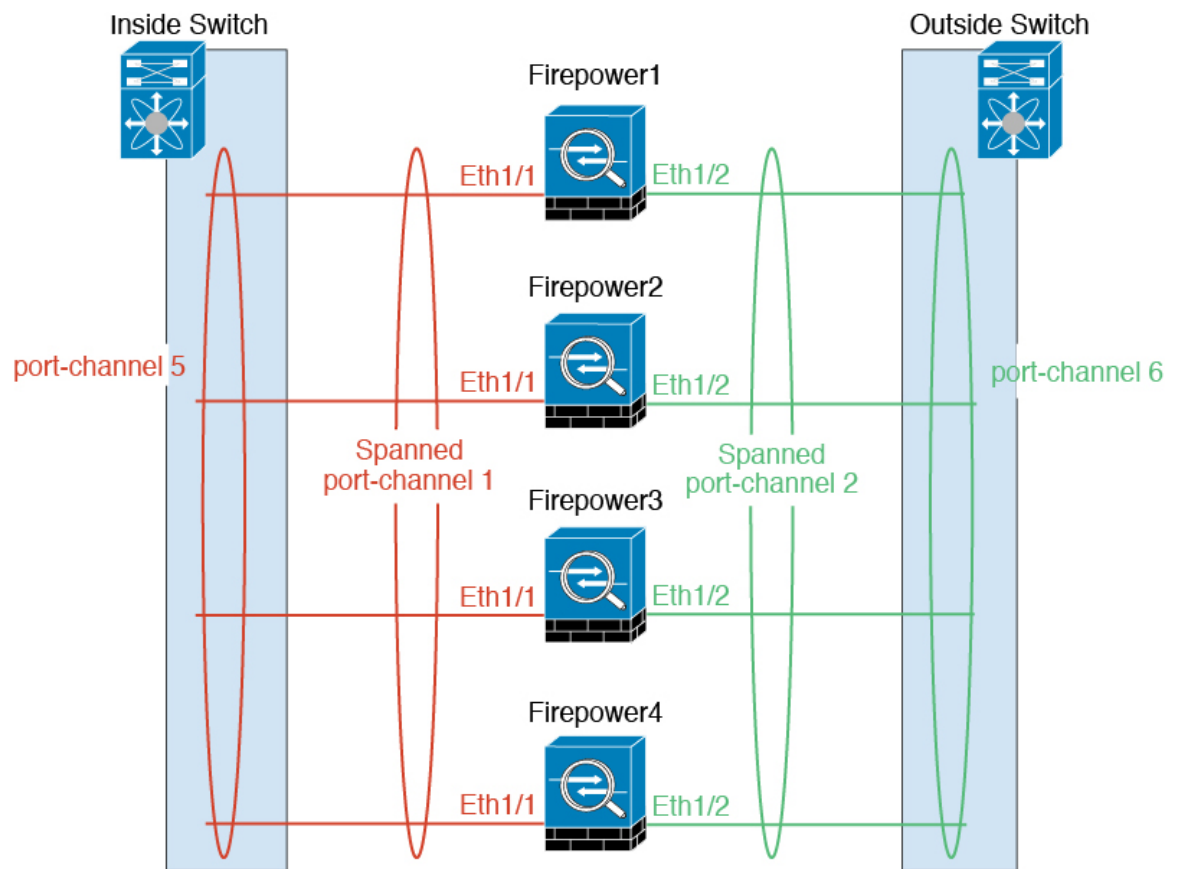 Inside Switch
Outside Switch
Firepower1
Eth1/1
Eth1/2
Firepower2
port-channel 5
Eth1/1
Eth1/2
port-channel 6
Spanned
port-channel 1
Spanned
port-channel 2
Firepower3
Eth1/1
Eth1/2
Firepower4
Eth1/1
Eth1/2